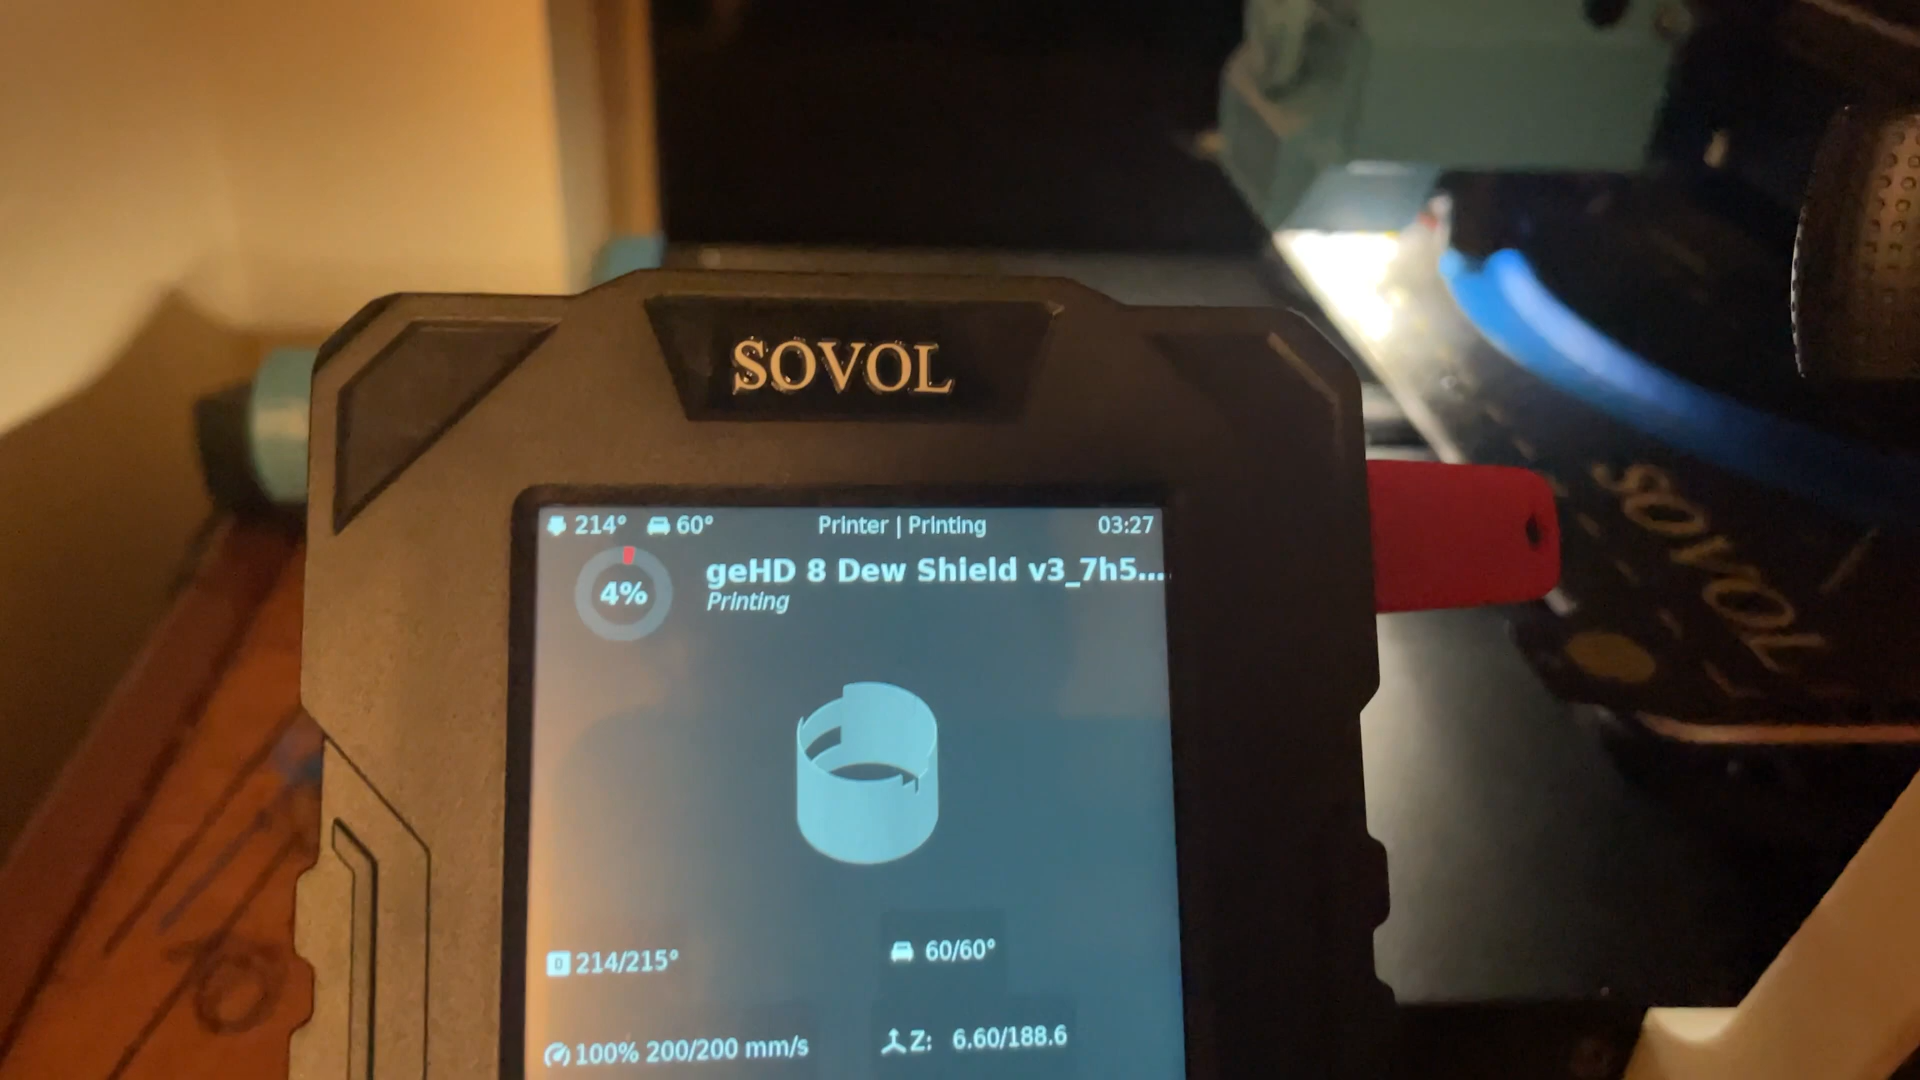 SOVOL
214° 60° Printer | Printing 03:27
4%
geHD 8 Dew Shield v3_7h5...
Printing
214/215°
60/60°
100% 200/200 mm/s
Z: 6.60/188.6
SOVOL